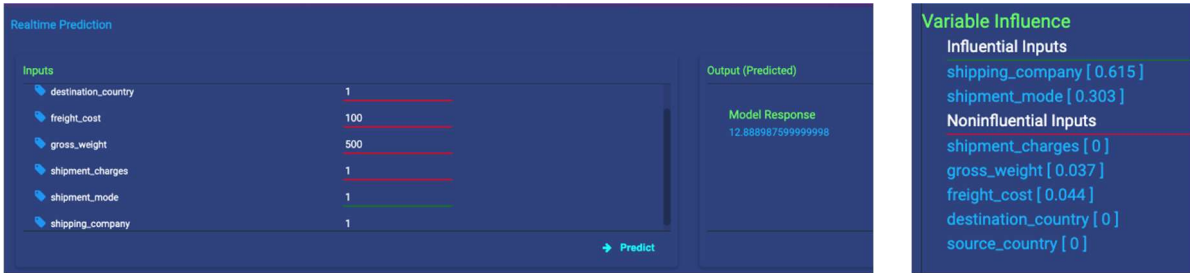 Realtime Prediction
Inputs
destination_country 1
freight_cost 100
gross_weight 500
shipment_charges 1
shipment_mode 1
shipping_company 1
Predict
Output (Predicted)
Model Response
12.888987599999998
Variable Influence
Influential Inputs
shipping_company [ 0.615 ]
shipment_mode [ 0.303 ]
Noninfluential Inputs
shipment_charges [ 0 ]
gross_weight [ 0.037 ]
freight_cost [ 0.044 ]
destination_country [ 0 ]
source_country [ 0 ]